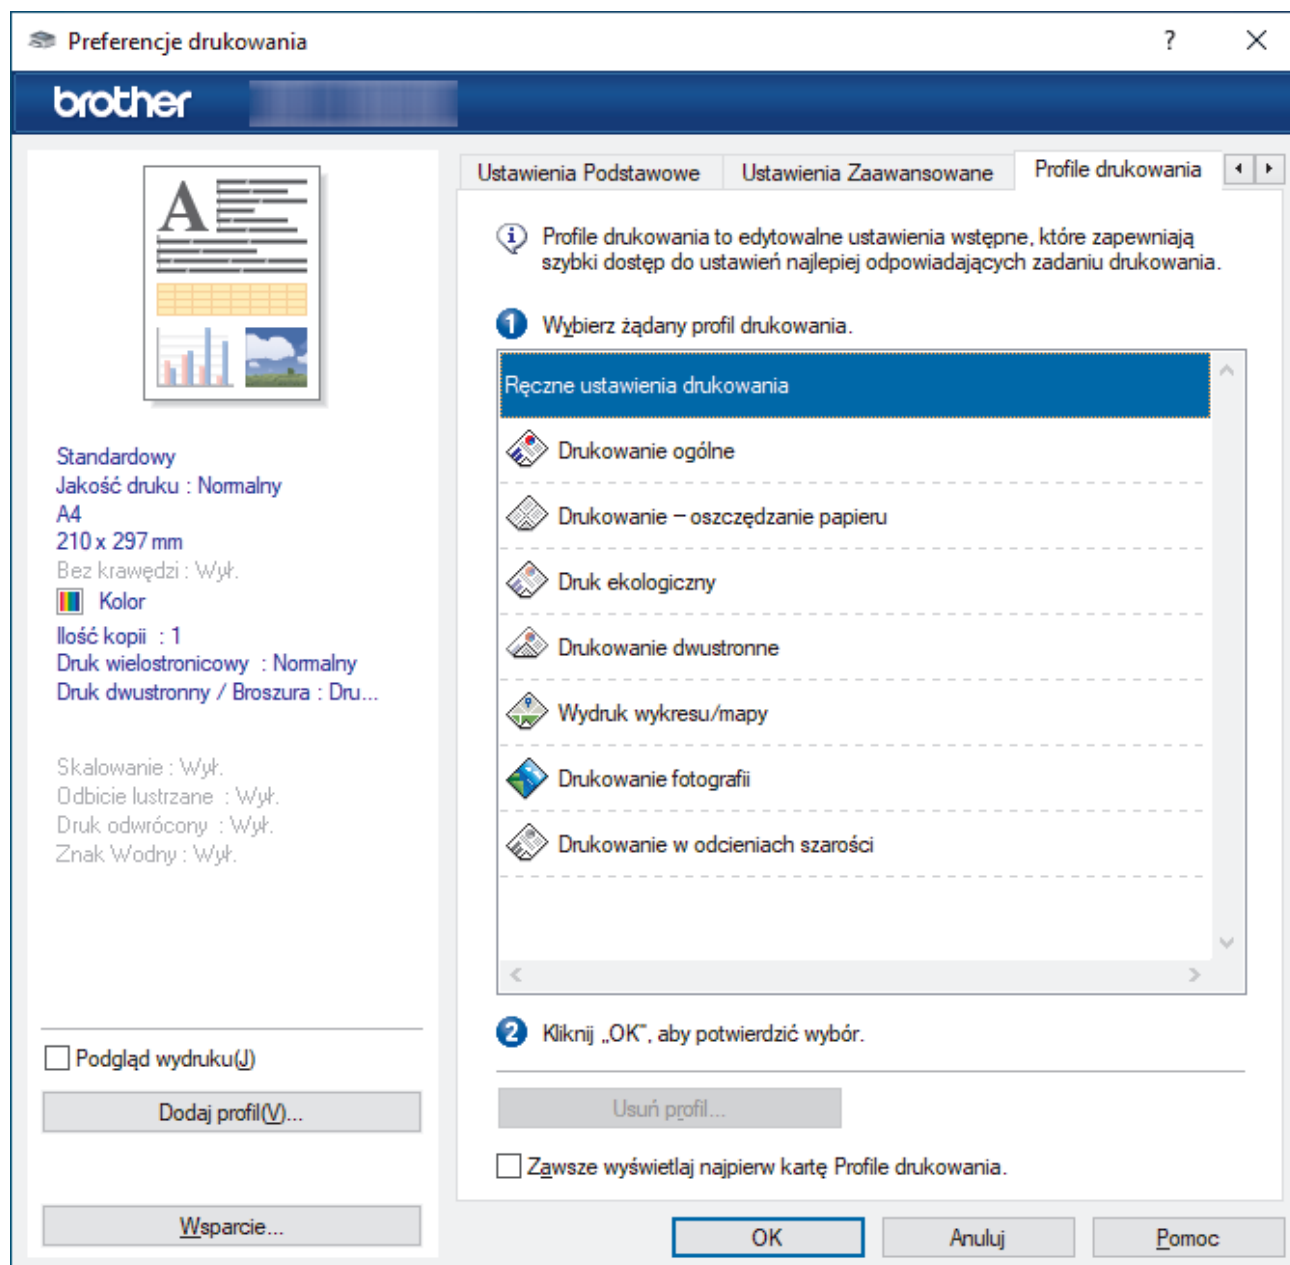 Preferencje drukowania
?
brother
Ustawienia Podstawowe
Ustawienia Zaawansowane
Profile drukowania
A
Standardowy
Jakość druku : Normalny
A4
210 x 297 mm
Bez krawędzi : Wył.
Kolor
Ilość kopii : 1
Druk wielostronicowy : Normalny
Druk dwustronny / Broszura : Dru...
Skalowanie : Wył.
Odbicie lustrzane : Wył.
Druk odwrócony : Wył.
Znak Wodny : Wył.
Podgląd wydruku(J)
Dodaj profil(V)...
Wsparcie...
Profile drukowania to edytowalne ustawienia wstępne, które zapewniają
szybki dostęp do ustawień najlepiej odpowiadających zadaniu drukowania.
1 Wybierz żądany profil drukowania.
Ręczne ustawienia drukowania
Drukowanie ogólne
Drukowanie – oszczędzanie papieru
Druk ekologiczny
Drukowanie dwustronne
Wydruk wykresu/mapy
Drukowanie fotografii
Drukowanie w odcieniach szarości
2 Kliknij „OK”, aby potwierdzić wybór.
Usuń profil...
Zawsze wyświetlaj najpierw kartę Profile drukowania.
OK
Anuluj
Pomoc